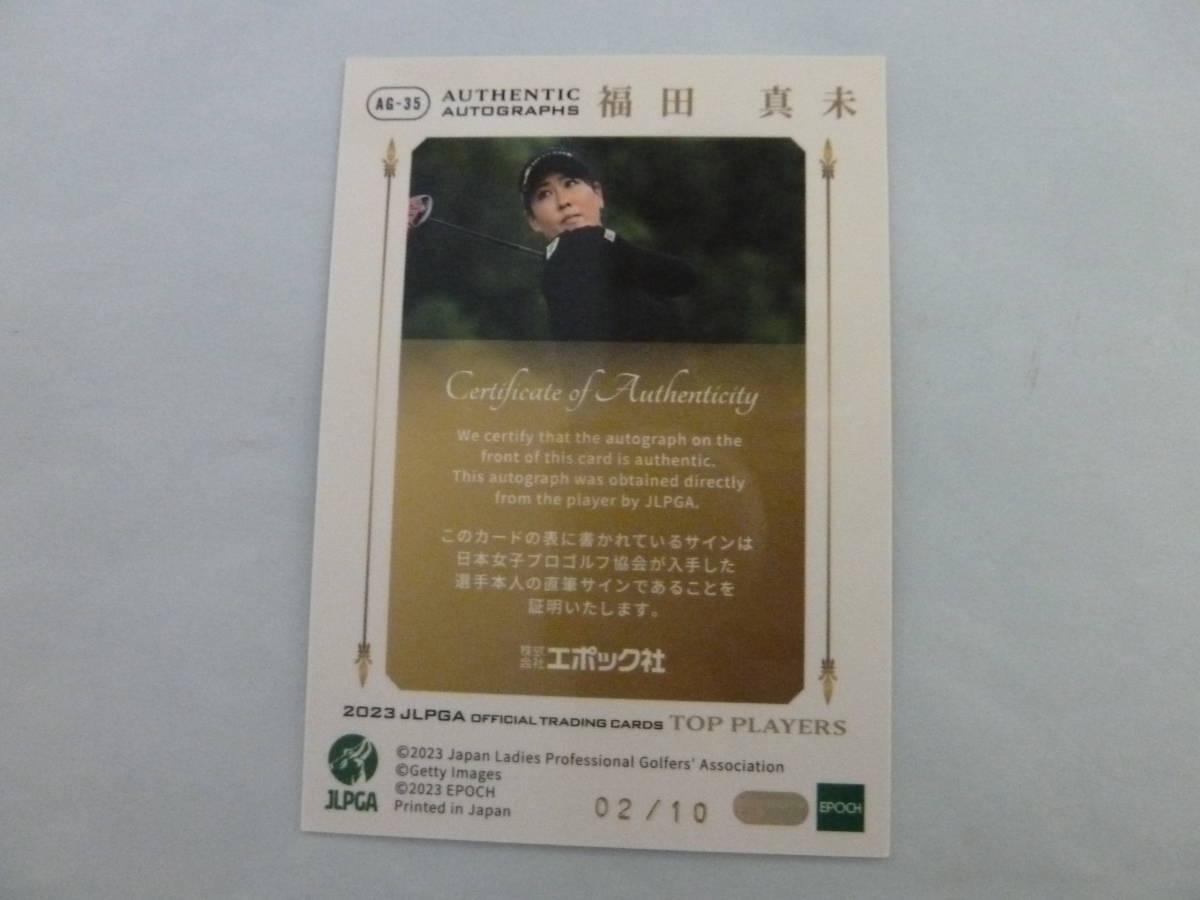 AG-35
AUTHENTIC
AUTOGRAPHS
福田 真未
Certificate of Authenticity
We certify that the autograph on the
front of this card is authentic.
This autograph was obtained directly
from the player by JLPGA.
このカードの表に書かれているサインは
日本女子プロゴルフ協会が入手した
選手本人の直筆サインであることを
証明いたします。
株式会社エポック社
2023 JLPGA OFFICIAL TRADING CARDS TOP PLAYERS
©2023 Japan Ladies Professional Golfers' Association
©Getty Images
©2023 EPOCH
Printed in Japan
JLPGA
02/10
EPOCH